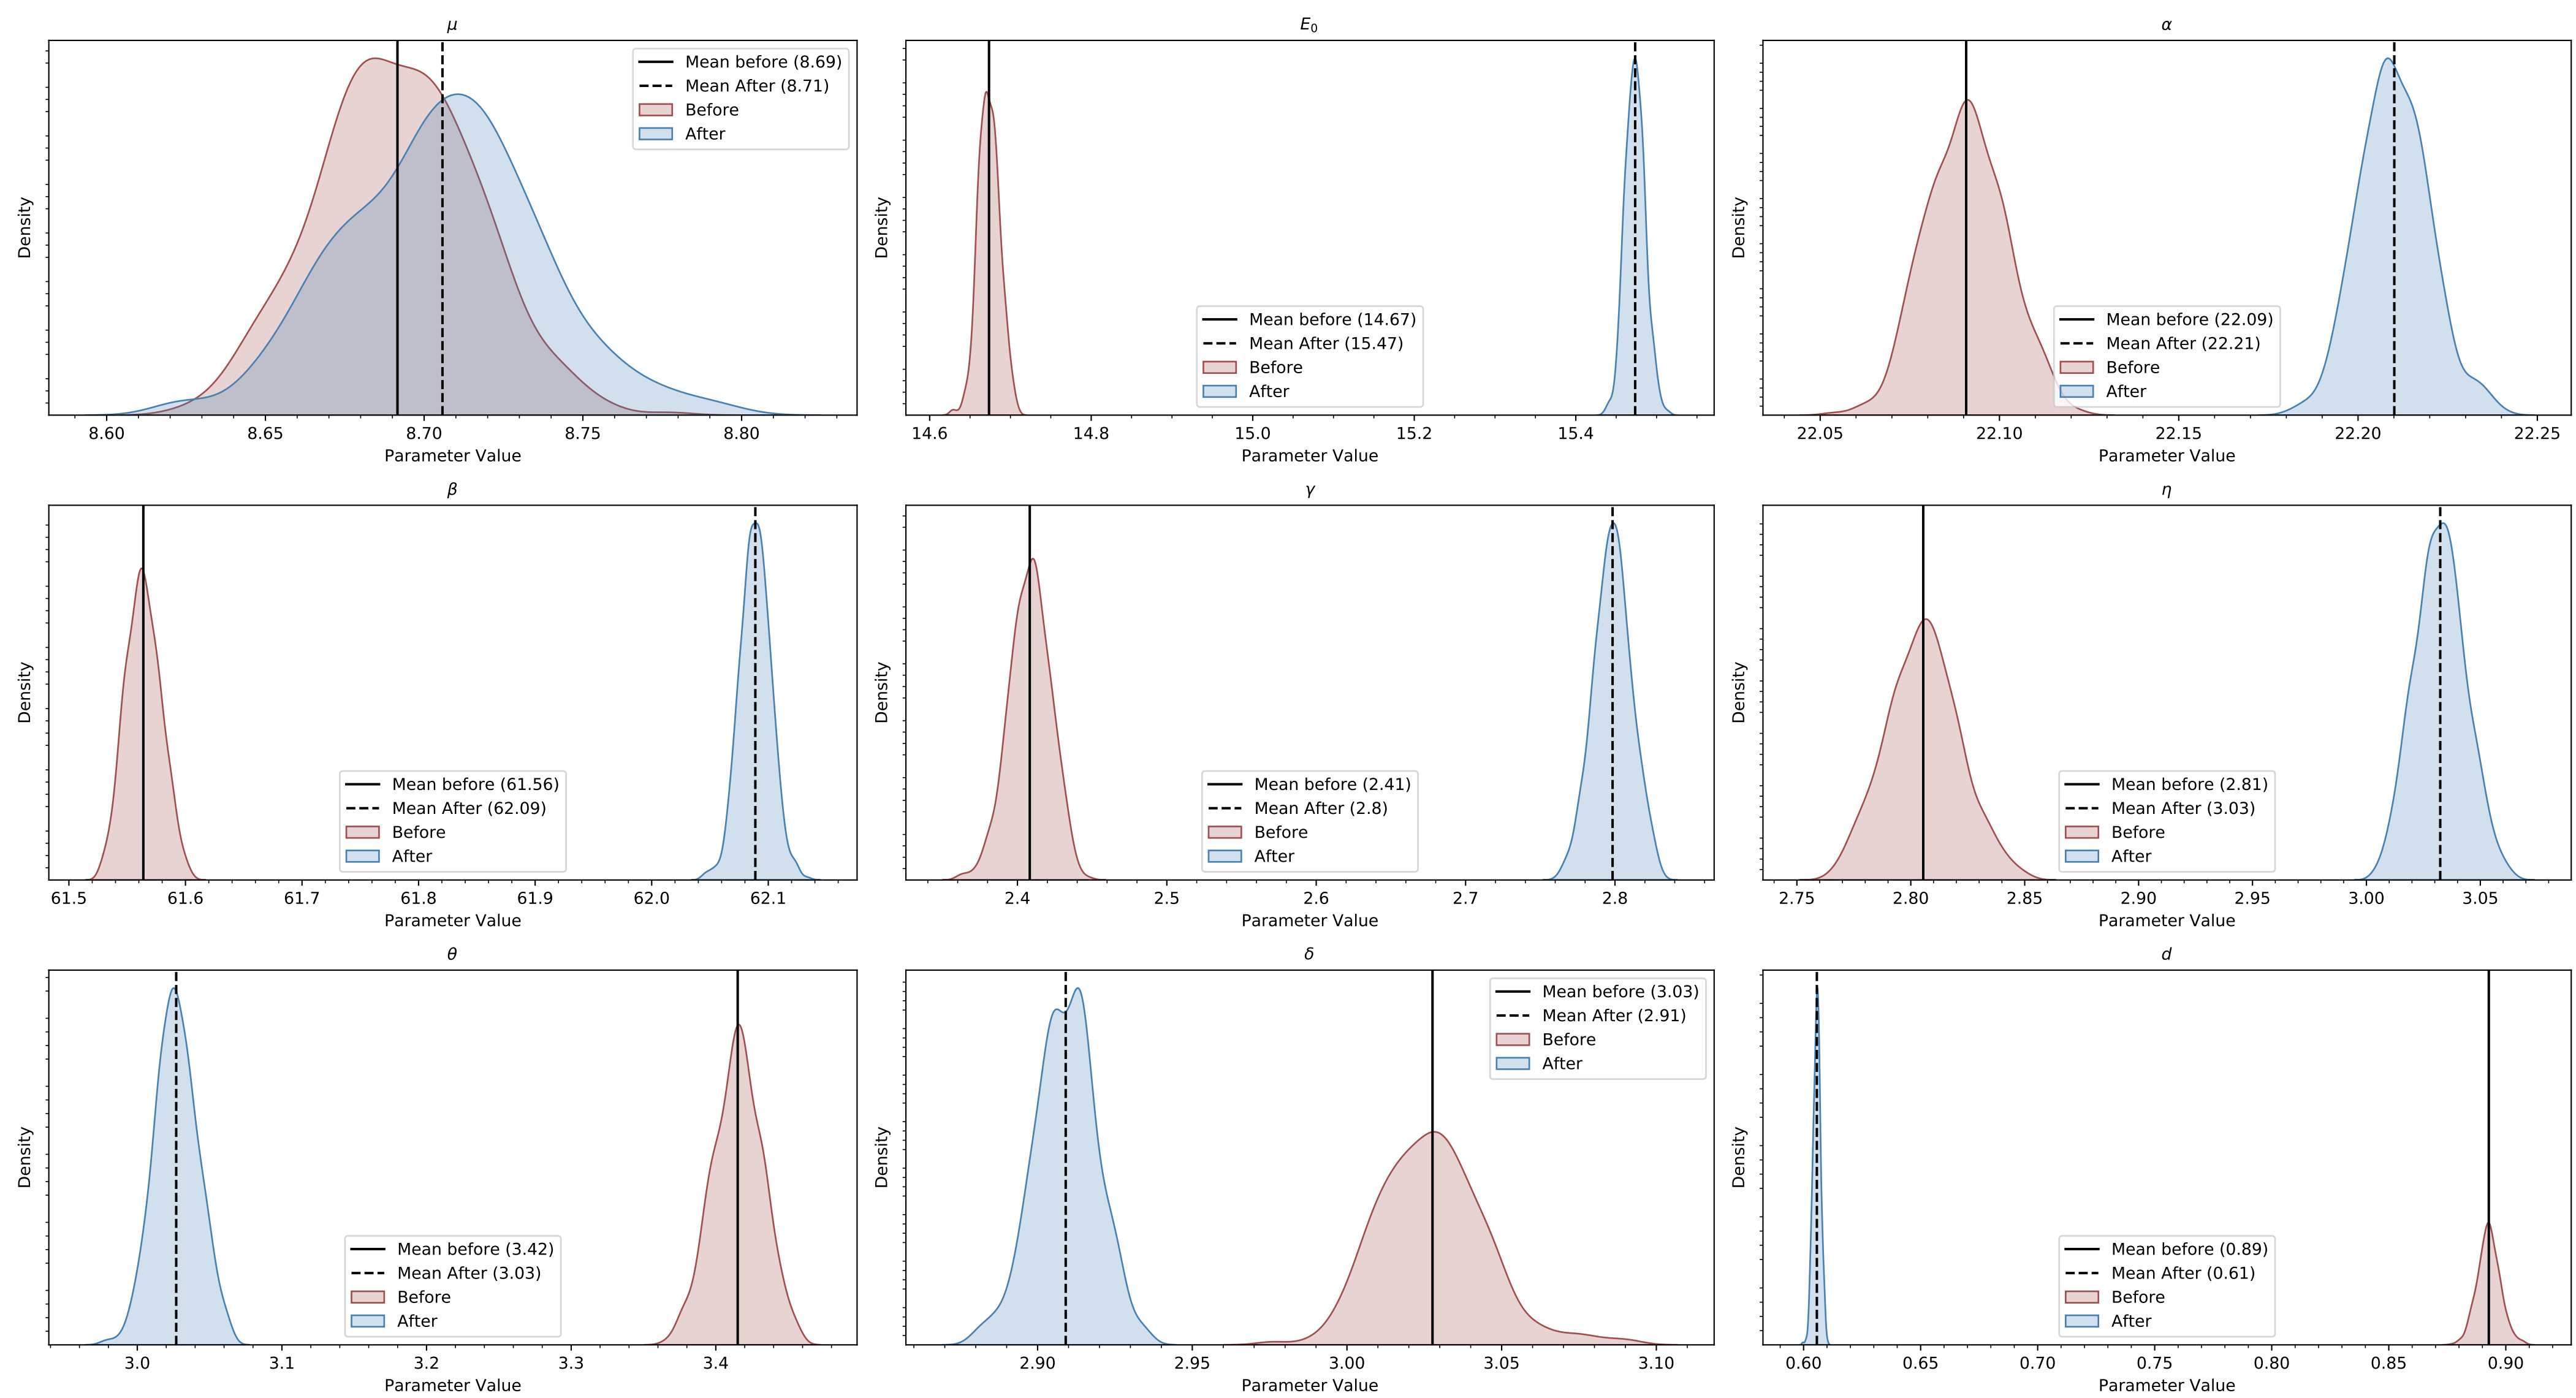 μ
Density
Mean before (8.69)
Mean After (8.71)
Before
After
8.60 8.65 8.70 8.75 8.80
Parameter Value
E₀
Density
Mean before (14.67)
Mean After (15.47)
Before
After
14.6 14.8 15.0 15.2 15.4
Parameter Value
α
Density
Mean before (22.09)
Mean After (22.21)
Before
After
22.05 22.10 22.15 22.20 22.25
Parameter Value
β
Density
Mean before (61.56)
Mean After (62.09)
Before
After
61.5 61.6 61.7 61.8 61.9 62.0 62.1
Parameter Value
γ
Density
Mean before (2.41)
Mean After (2.8)
Before
After
2.4 2.5 2.6 2.7 2.8
Parameter Value
η
Density
Mean before (2.81)
Mean After (3.03)
Before
After
2.75 2.80 2.85 2.90 2.95 3.00 3.05
Parameter Value
θ
Density
Mean before (3.42)
Mean After (3.03)
Before
After
3.0 3.1 3.2 3.3 3.4
Parameter Value
δ
Density
Mean before (3.03)
Mean After (2.91)
Before
After
2.90 2.95 3.00 3.05 3.10
Parameter Value
d
Density
Mean before (0.89)
Mean After (0.61)
Before
After
0.60 0.65 0.70 0.75 0.80 0.85 0.90
Parameter Value